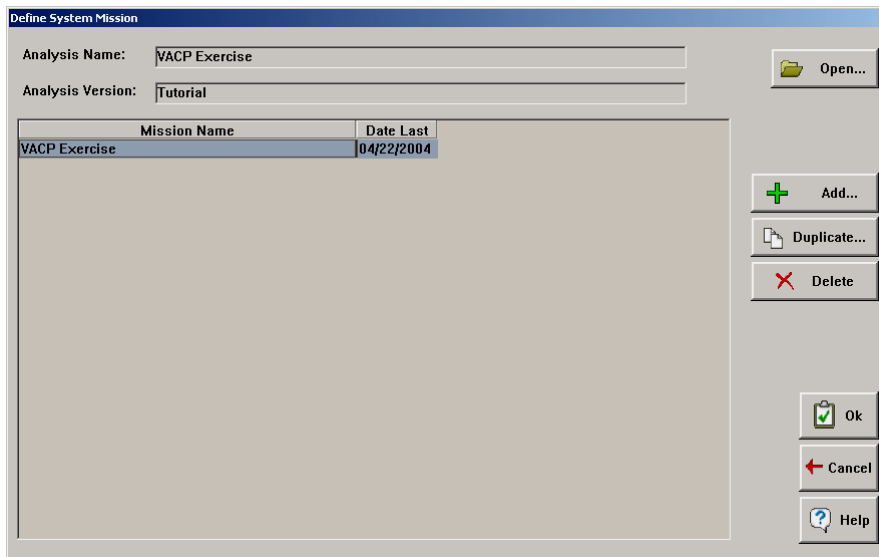 Define System Mission
Analysis Name: VACP Exercise
Open...
Analysis Version: Tutorial
Mission Name Date Last
VACP Exercise 04/22/2004
Add...
Duplicate...
Delete
Ok
Cancel
Help